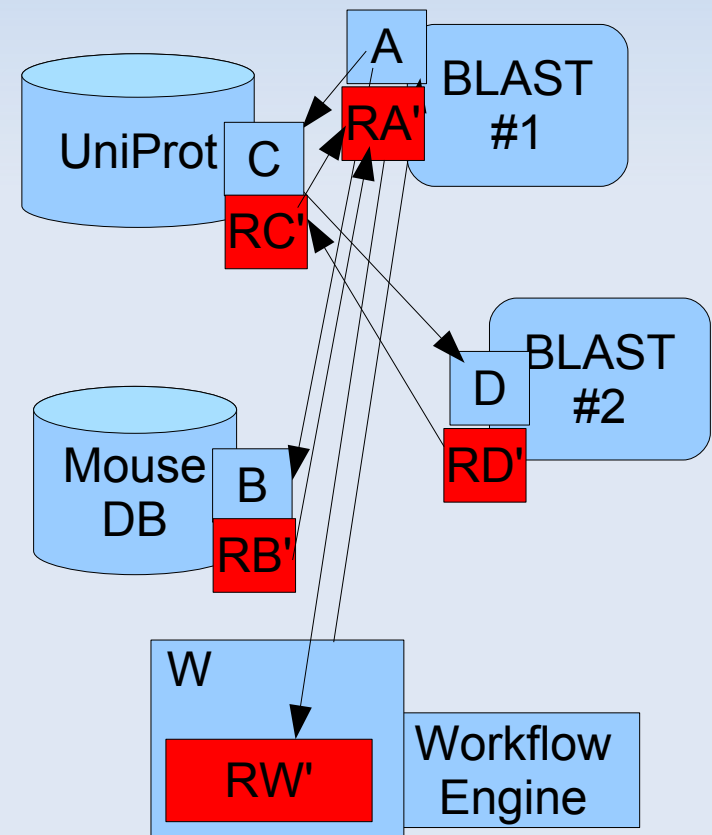 A
BLAST
#1
UniProt
RA'
C
RC'
BLAST
#2
D
RD'
Mouse
DB
B
RB'
W
RW'
Workflow
Engine